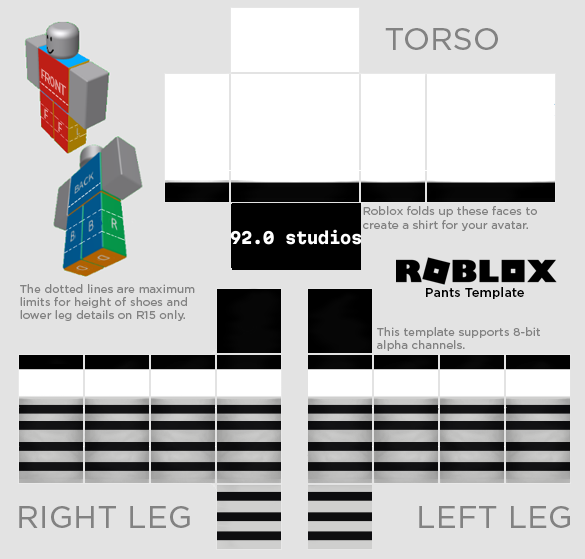 TORSO
FRONT
F
F
L
BACK
B
B
R
92.0 studios
Roblox folds up these faces to
create a shirt for your avatar.
ROBLOX
Pants Template
The dotted lines are maximum
limits for height of shoes and
lower leg details on R15 only.
This template supports 8-bit
alpha channels.
RIGHT LEG
LEFT LEG